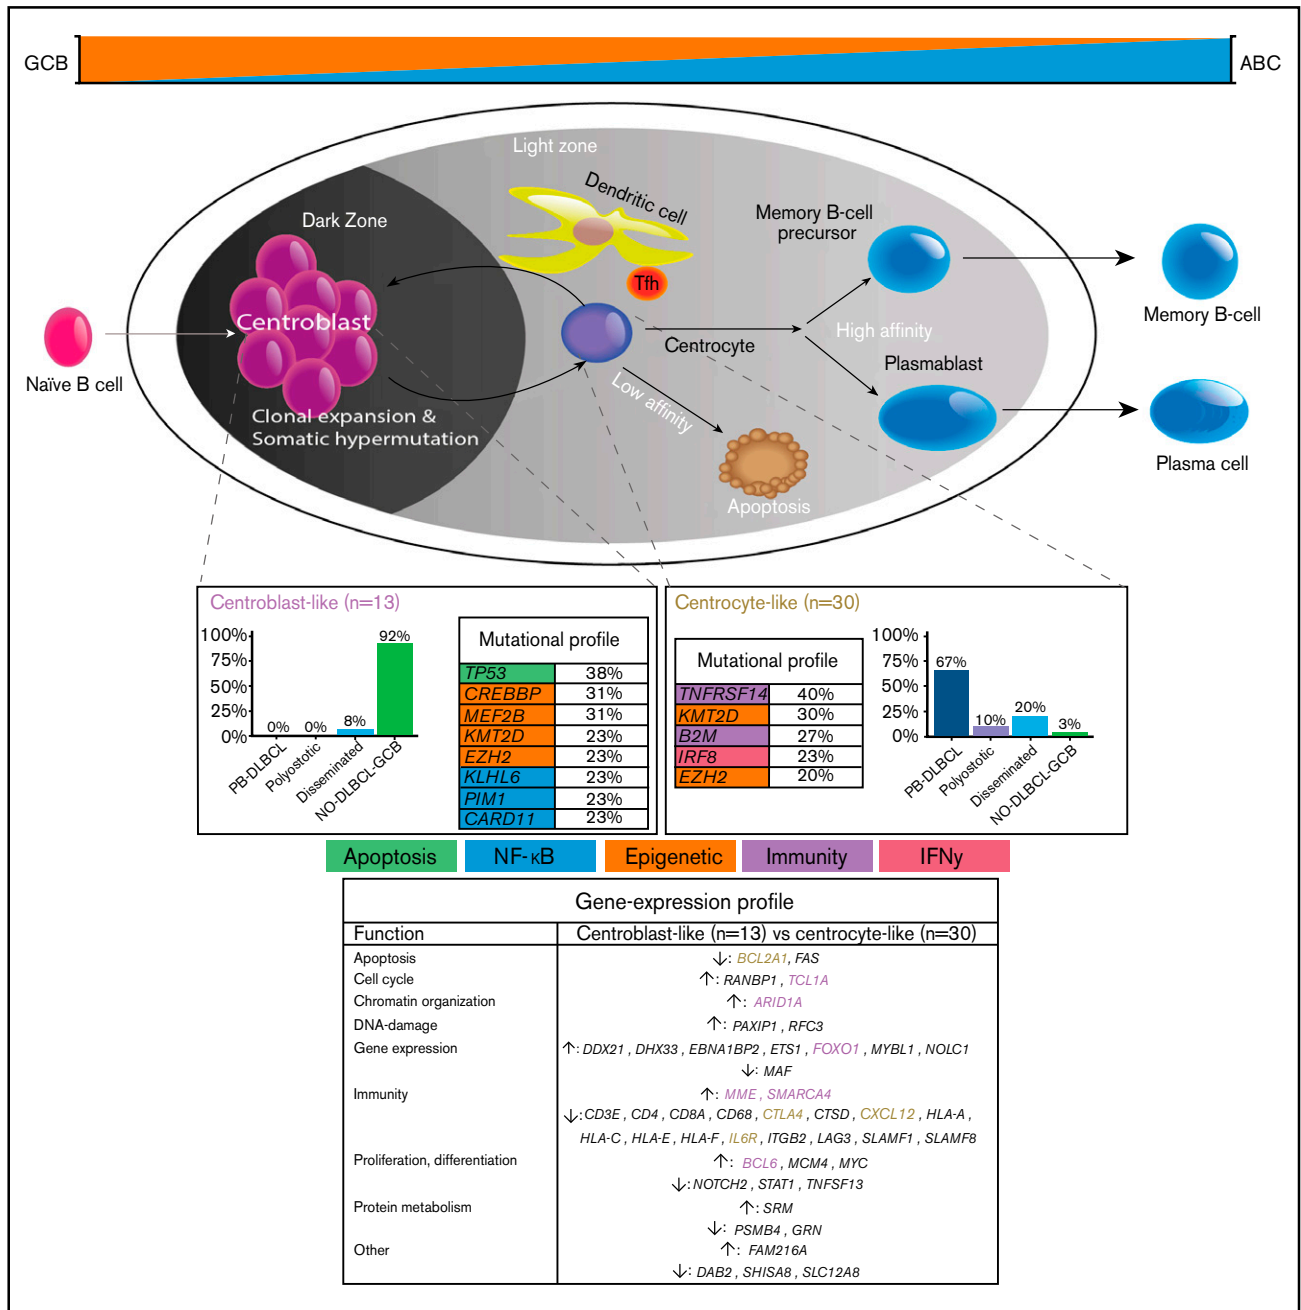 GCB
ABC
Light zone
Dendritic cell
Dark Zone
Tfh
Memory B-cell
precursor
Centroblast
Naïve B cell
Centrocyte
High affinity
Memory B-cell
Plasmablast
Low affinity
Clonal expansion &
Somatic hypermutation
Plasma cell
Apoptosis
Centroblast-like (n=13)
100%
75%
50%
25%
0%
0%
0%
8%
92%
PB-DLBCL
Polyostotic
Disseminated
NO-DLBCL-GCB
Mutational profile
TP53 38%
CREBBP 31%
MEF2B 31%
KMT2D 23%
EZH2 23%
KLHL6 23%
PIM1 23%
CARD11 23%
Centrocyte-like (n=30)
Mutational profile
TNFRSF14 40%
KMT2D 30%
B2M 27%
IRF8 23%
EZH2 20%
100%
75%
50%
25%
0%
67%
10%
20%
3%
PB-DLBCL
Polyostotic
Disseminated
NO-DLBCL-GCB
Apoptosis NF-κB Epigenetic Immunity IFNy
Gene-expression profile
Function Centroblast-like (n=13) vs centrocyte-like (n=30)
Apoptosis ↓: BCL2A1, FAS
Cell cycle ↑: RANBP1 , TCL1A
Chromatin organization ↑: ARID1A
DNA-damage ↑: PAXIP1 , RFC3
Gene expression ↑: DDX21 , DHX33 , EBNA1BP2 , ETS1 , FOXO1 , MYBL1 , NOLC1
↓: MAF
Immunity ↑: MME , SMARCA4
↓: CD3E , CD4 , CD8A , CD68 , CTLA4 , CTSD , CXCL12 , HLA-A ,
HLA-C , HLA-E , HLA-F , IL6R , ITGB2 , LAG3 , SLAMF1 , SLAMF8
Proliferation, differentiation ↑: BCL6 , MCM4 , MYC
↓: NOTCH2 , STAT1 , TNFSF13
Protein metabolism ↑: SRM
↓: PSMB4 , GRN
Other ↑: FAM216A
↓: DAB2 , SHISA8 , SLC12A8